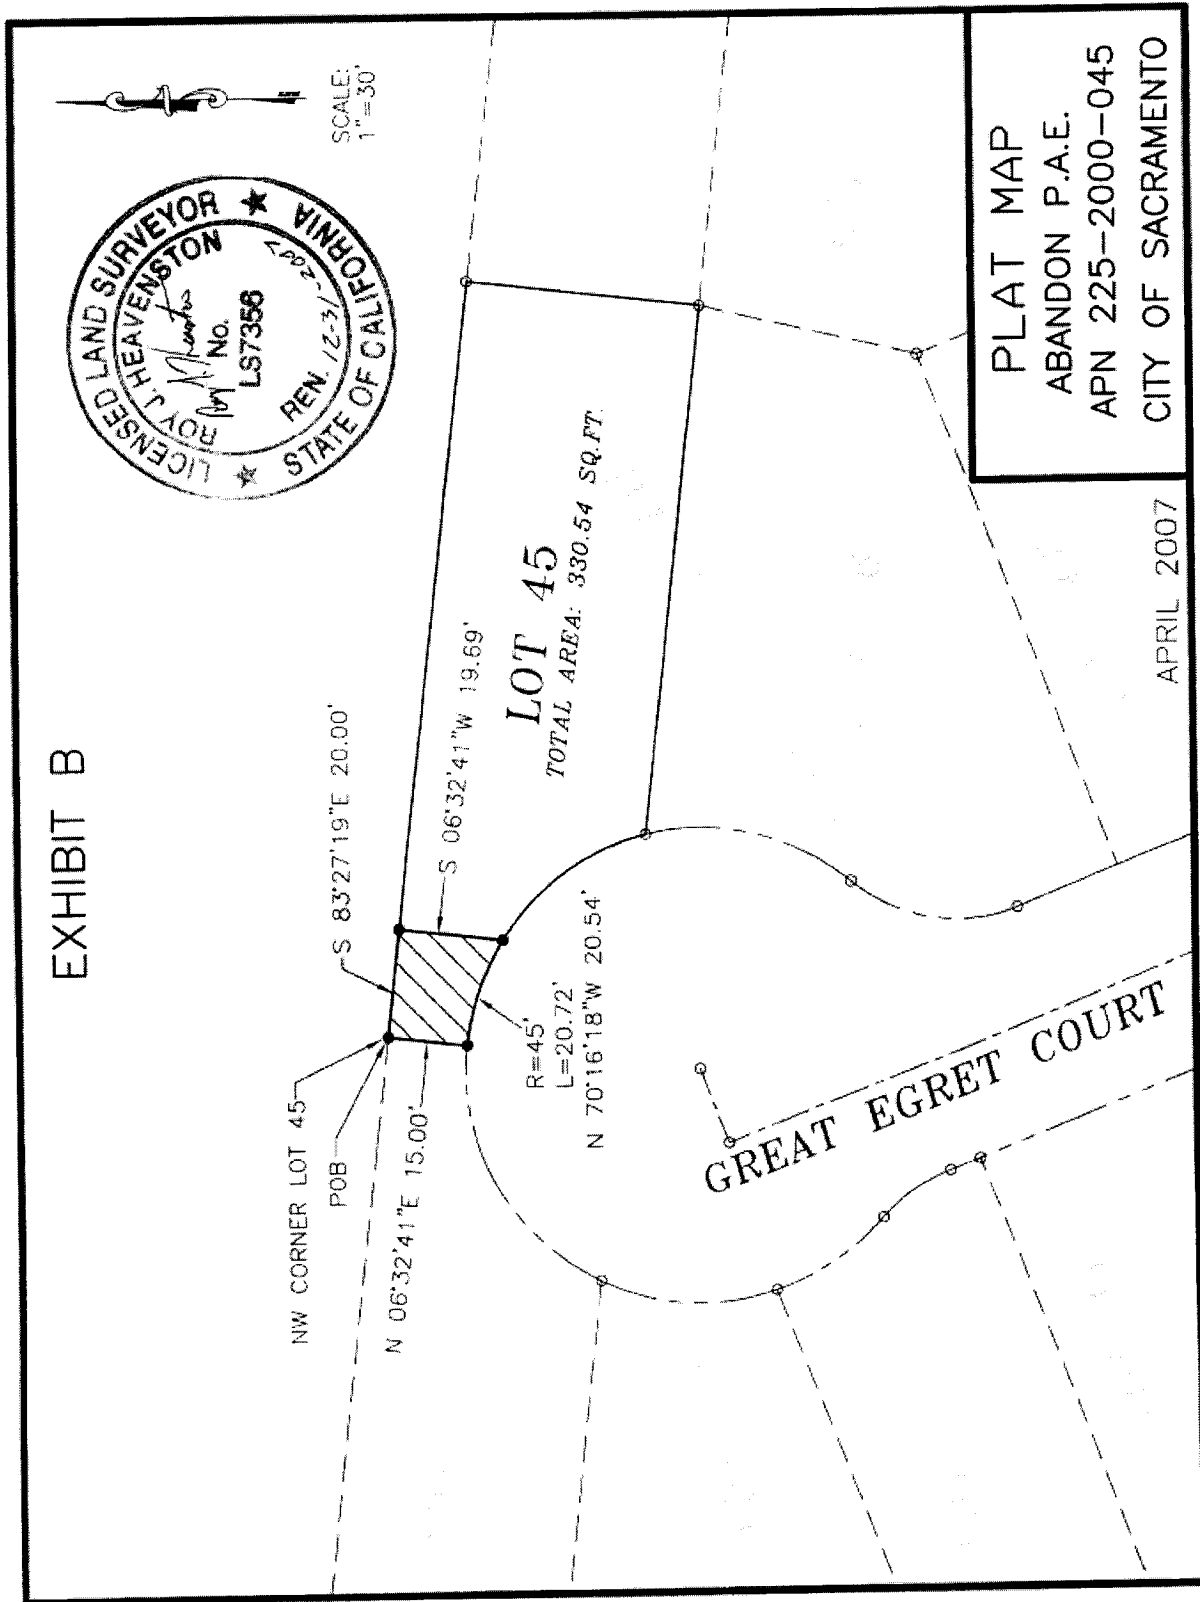 EXHIBIT B
SCALE:
1"=30'
LICENSED LAND SURVEYOR
ROY J. HEAVENSTON
No.
LS7356
REN. 12-31-2007
STATE OF CALIFORNIA
NW CORNER LOT 45
POB
S 83°27'19"E 20.00'
N 06°32'41"E 15.00'
S 06°32'41"W 19.69'
R=45'
L=20.72'
N 70°16'18"W 20.54'
LOT 45
TOTAL AREA: 330.54 SQ.FT.
GREAT EGRET COURT
APRIL 2007
PLAT MAP
ABANDON P.A.E.
APN 225-2000-045
CITY OF SACRAMENTO